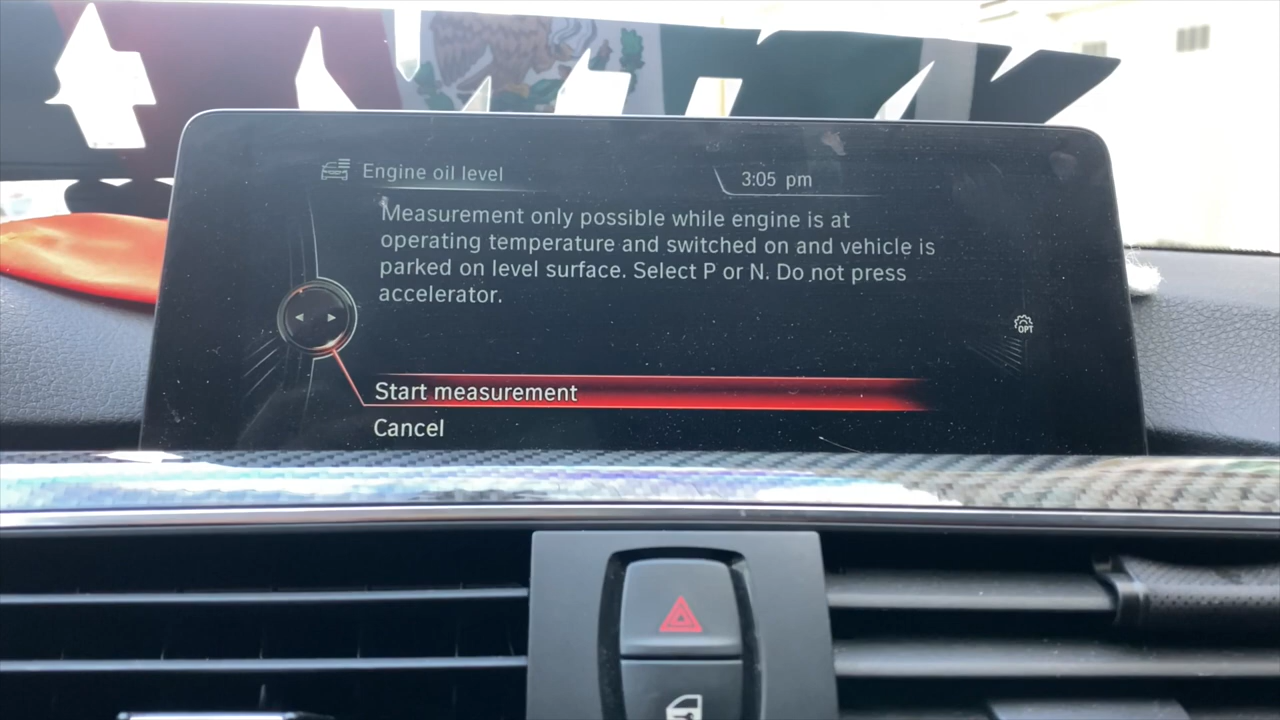 Engine oil level
3:05 pm
Measurement only possible while engine is at
operating temperature and switched on and vehicle is
parked on level surface. Select P or N. Do not press
accelerator.
OPT
Start measurement
Cancel